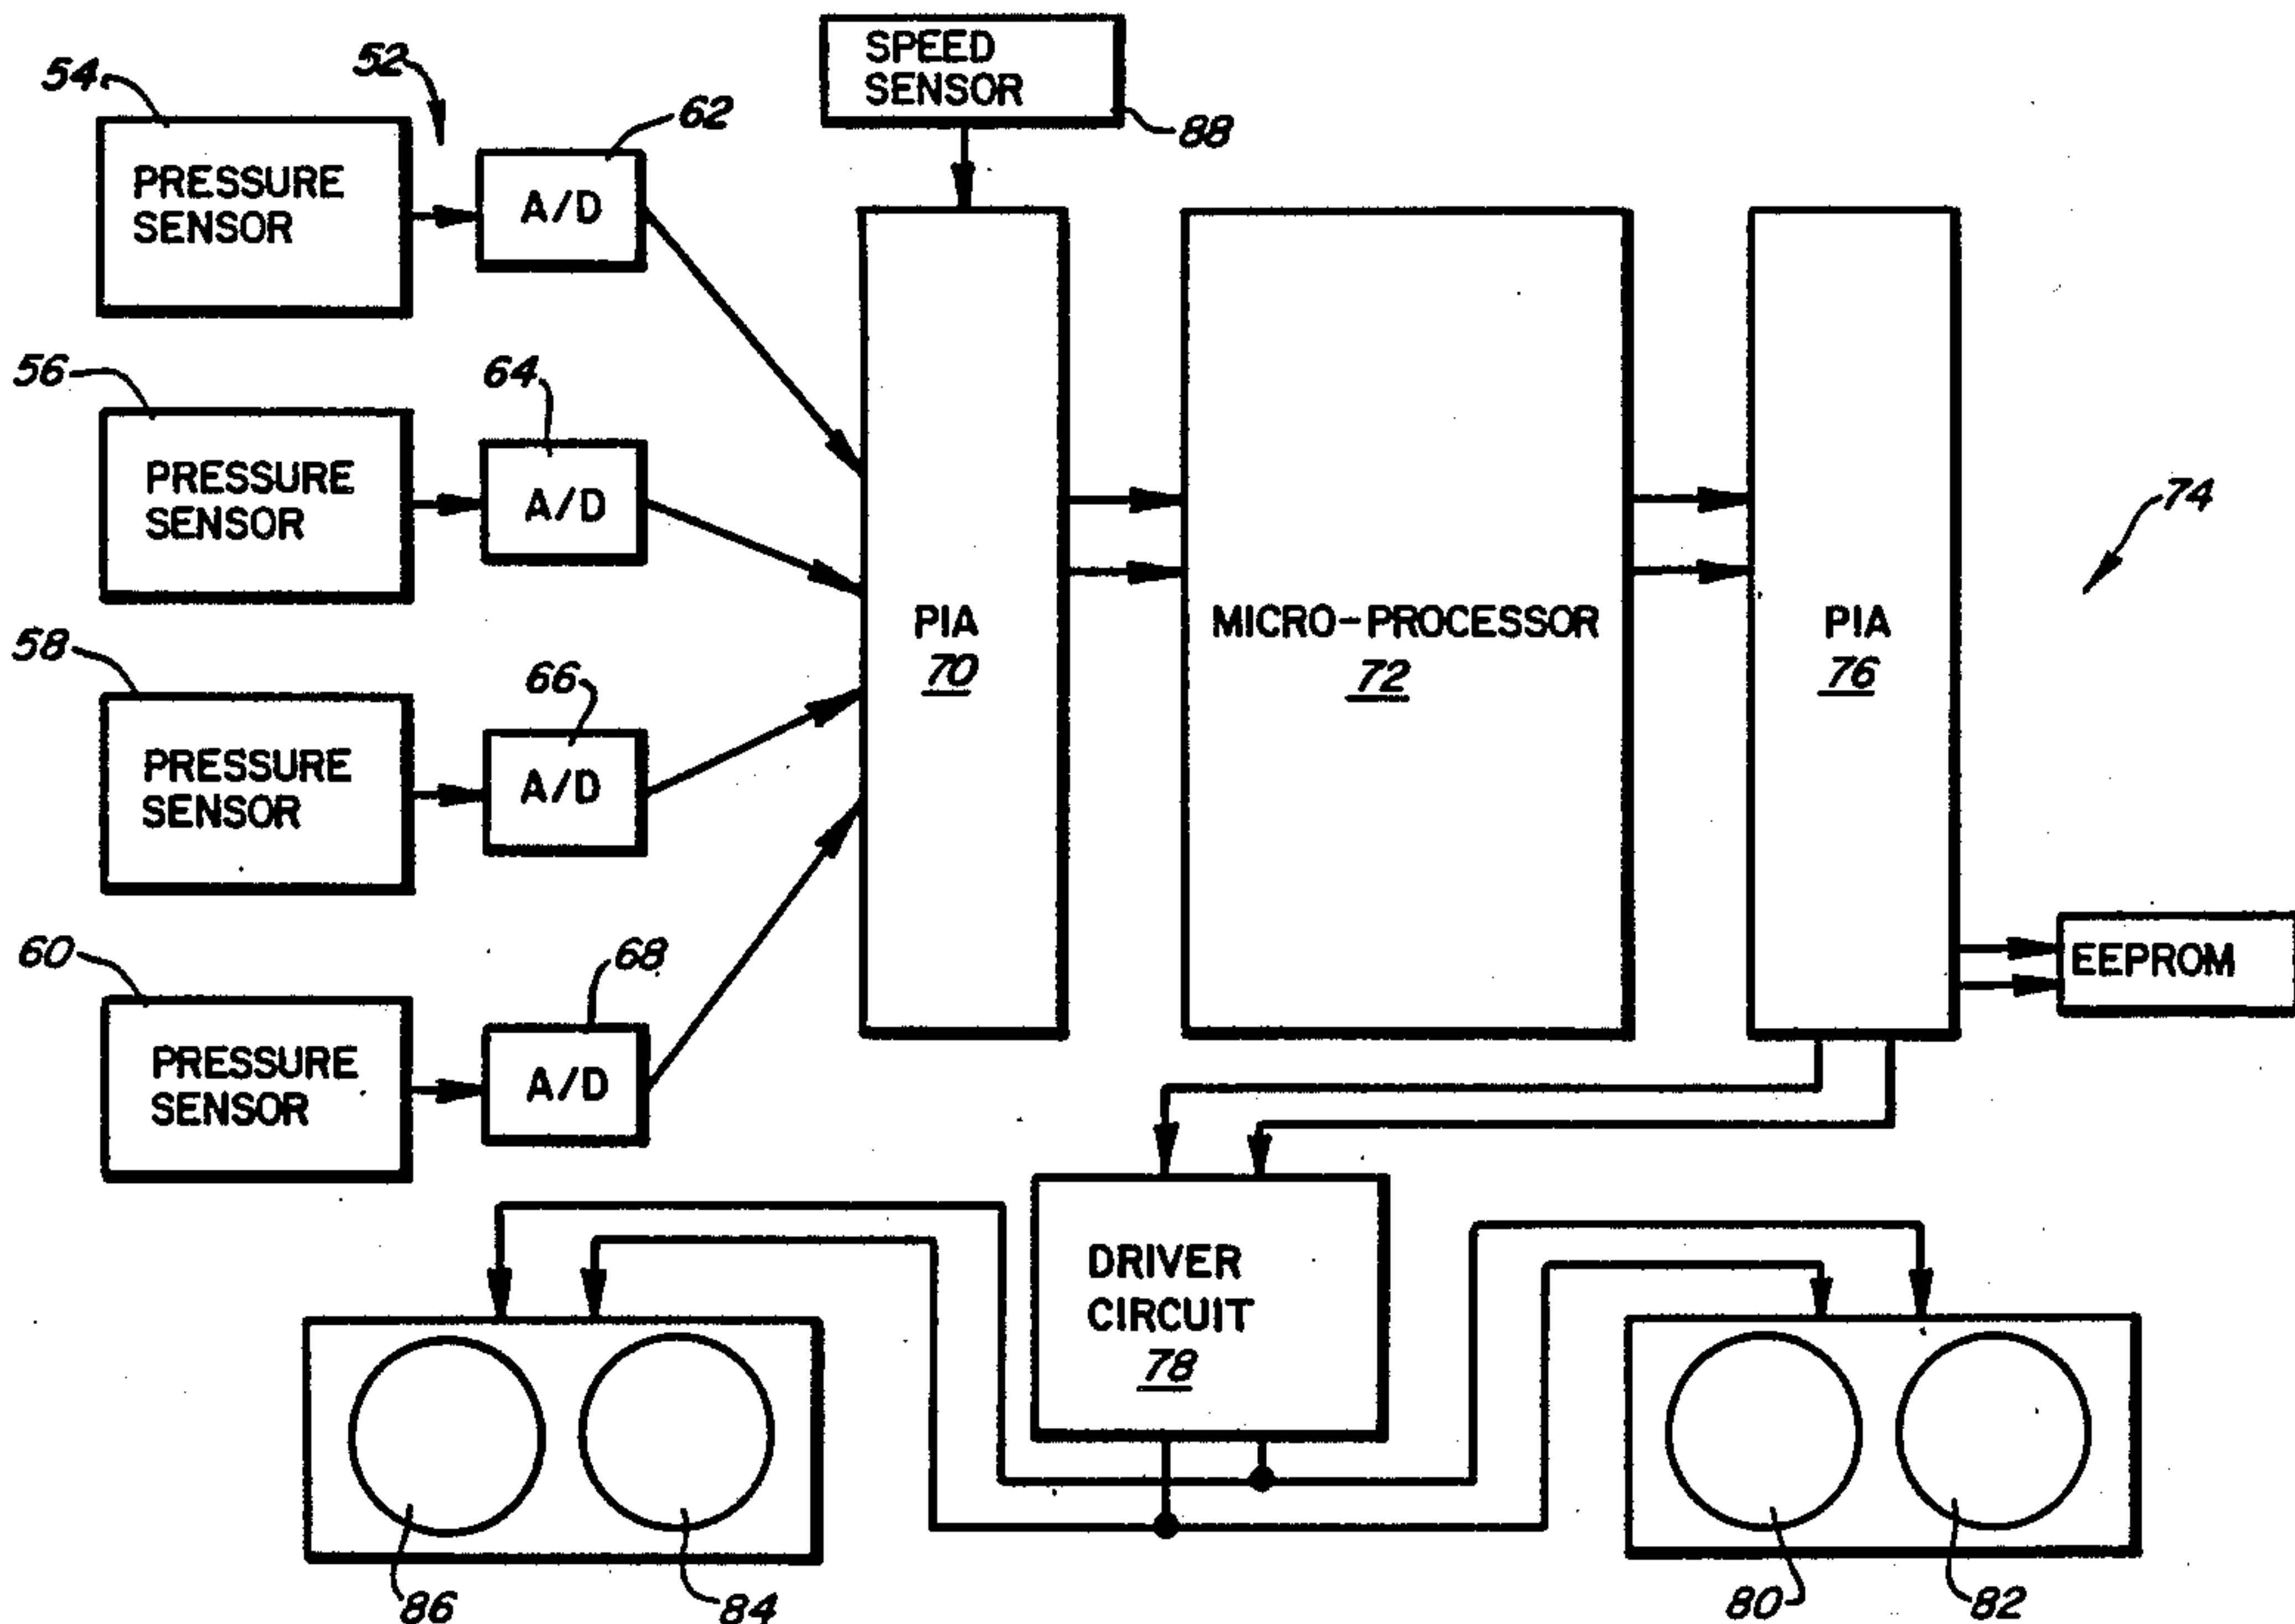 SPEED
SENSOR
88
54
52
62
PRESSURE
SENSOR
A/D
56
64
PRESSURE
SENSOR
A/D
74
58
66
PRESSURE
SENSOR
A/D
PIA
70
MICRO-PROCESSOR
72
PIA
76
60
68
PRESSURE
SENSOR
A/D
EEPROM
DRIVER
CIRCUIT
78
86
84
80
82